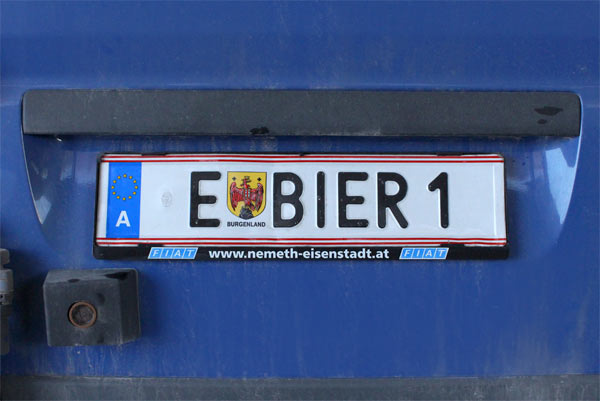 A E BIER 1
BURGENLAND
FIAT www.nemeth-eisenstadt.at FIAT